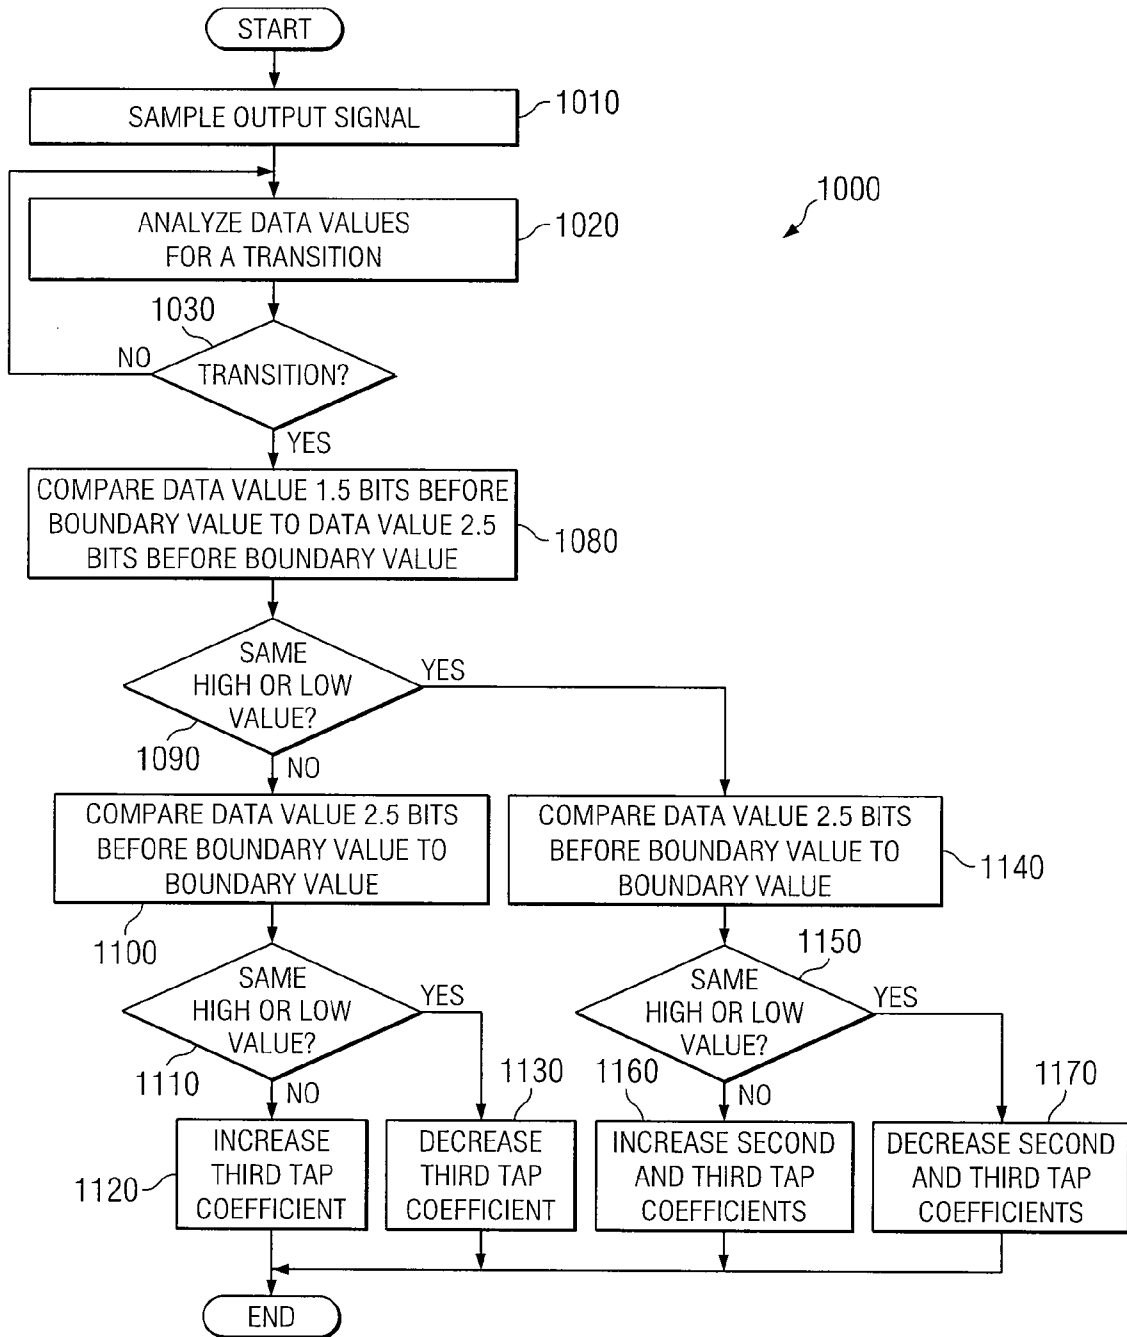 START
SAMPLE OUTPUT SIGNAL
1010
1000
ANALYZE DATA VALUES
FOR A TRANSITION
1020
1030
NO
TRANSITION?
YES
COMPARE DATA VALUE 1.5 BITS BEFORE
BOUNDARY VALUE TO DATA VALUE 2.5
BITS BEFORE BOUNDARY VALUE
1080
SAME
HIGH OR LOW
VALUE?
YES
1090
NO
COMPARE DATA VALUE 2.5 BITS
BEFORE BOUNDARY VALUE TO
BOUNDARY VALUE
1100
COMPARE DATA VALUE 2.5 BITS
BEFORE BOUNDARY VALUE TO
BOUNDARY VALUE
1140
SAME
HIGH OR LOW
VALUE?
YES
1110
NO
1130
1150
SAME
HIGH OR LOW
VALUE?
YES
1160
NO
1170
INCREASE
THIRD TAP
COEFFICIENT
1120
DECREASE
THIRD TAP
COEFFICIENT
INCREASE SECOND
AND THIRD TAP
COEFFICIENTS
DECREASE SECOND
AND THIRD TAP
COEFFICIENTS
END